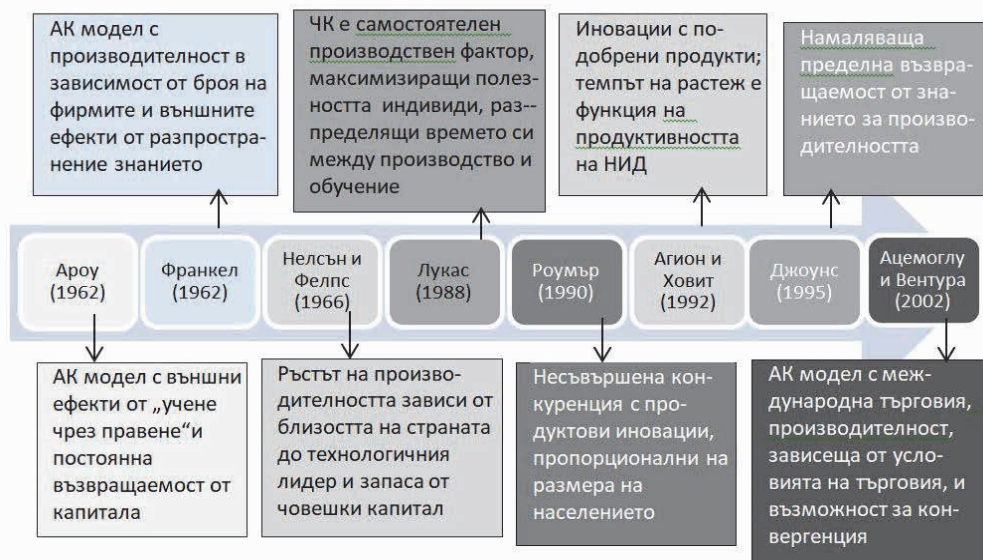 АК модел с
производителност в
зависимост от броя на
фирмите и външните
ефекти от разпростра-
нение знанието
ЧК е самостоятелен
производствен фактор,
максимизиращи полез-
ността индивиди, раз--
пределящи времето си
между производство и
обучение
Иновации с по-
добрени продукти;
темпът на растеж е
функция на
продуктивността
на НИД
Намаляваща
пределна възвра-
щаемост от зна-
нието за произво-
дителността
Ароу
(1962)
Франкел
(1962)
Нелсън и
Фелпс
(1966)
Лукас
(1988)
Роумър
(1990)
Агион и
Ховит
(1992)
Джоунс
(1995)
Ацемоглу
и Вентура
(2002)
АК модел с външни
ефекти от „учене
чрез правене“и
постоянна
възвращаемост от
капитала
Ръстът на произво-
дителността зависи от
близостта на страната
до технологичния
лидер и запаса от
човешки капитал
Несъвършена кон-
куренция с про-
дуктови иновации,
пропорционални на
размера на
населението
АК модел с меж-
дународна търговия,
производителност,
зависеща от усло-
вията на търговия, и
възможност за кон-
вергенция